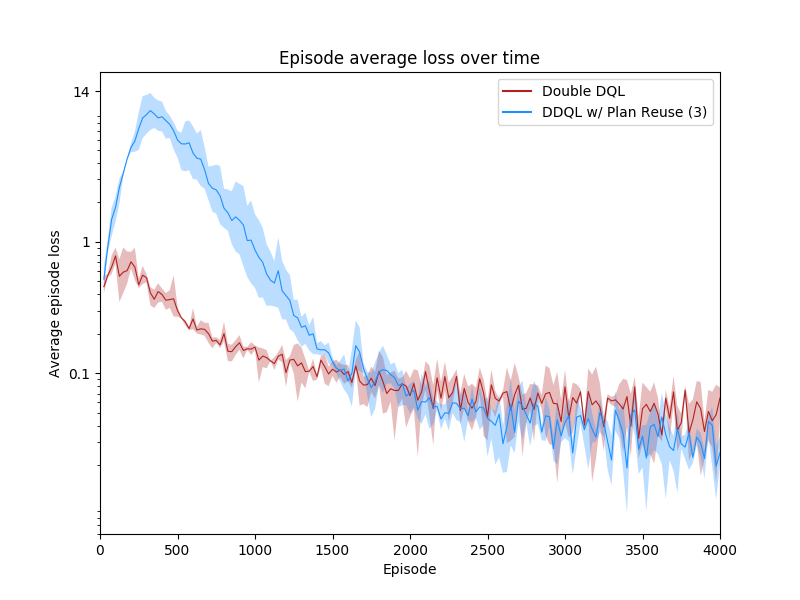 Episode average loss over time
Double DQL
DDQL w/ Plan Reuse (3)
Average episode loss
14
1
0.1
0 500 1000 1500 2000 2500 3000 3500 4000
Episode